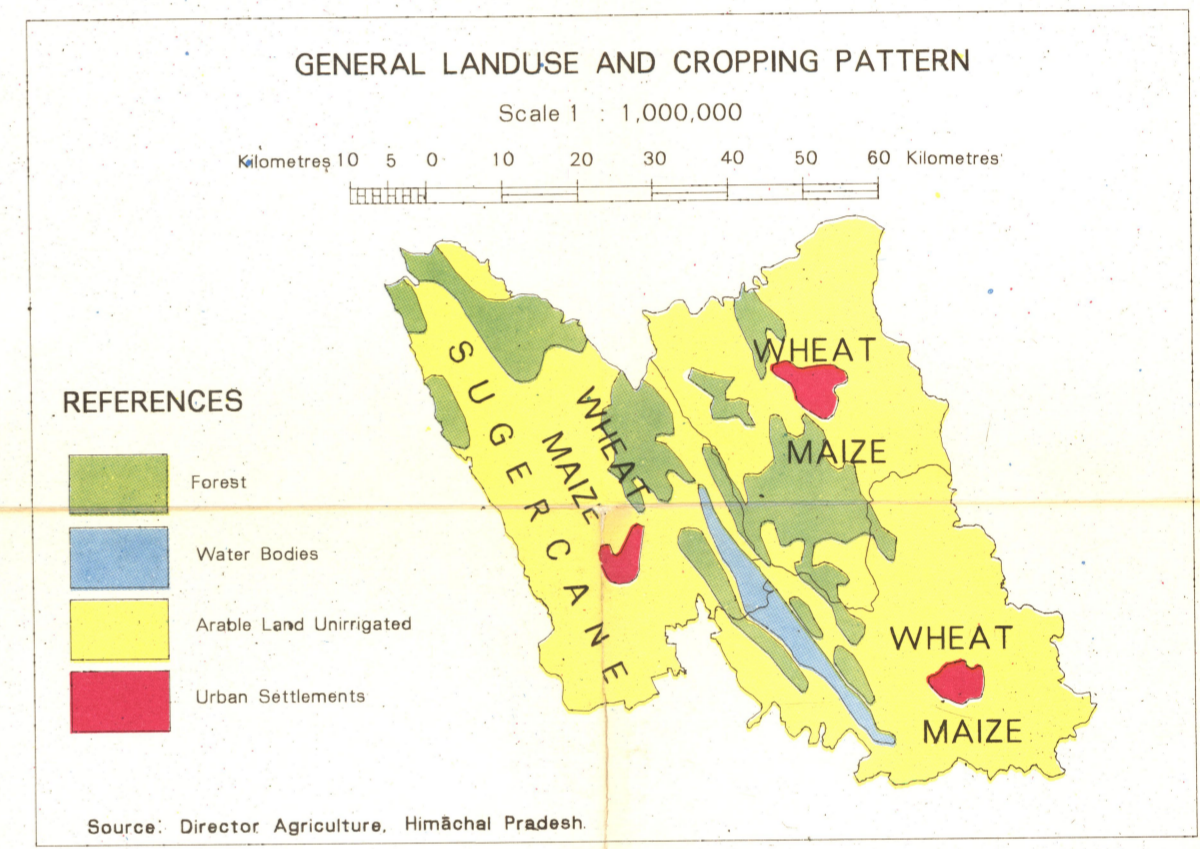 GENERAL LANDUSE AND CROPPING PATTERN
Scale 1 : 1,000,000
Kilometres 10 5 0 10 20 30 40 50 60 Kilometres
WHEAT
MAIZE
SUGERCANE
WHEAT
MAIZE
WHEAT
MAIZE
REFERENCES
Forest
Water Bodies
Arable Land Unirrigated
Urban Settlements
Source: Director Agriculture, Himāchal Pradesh.